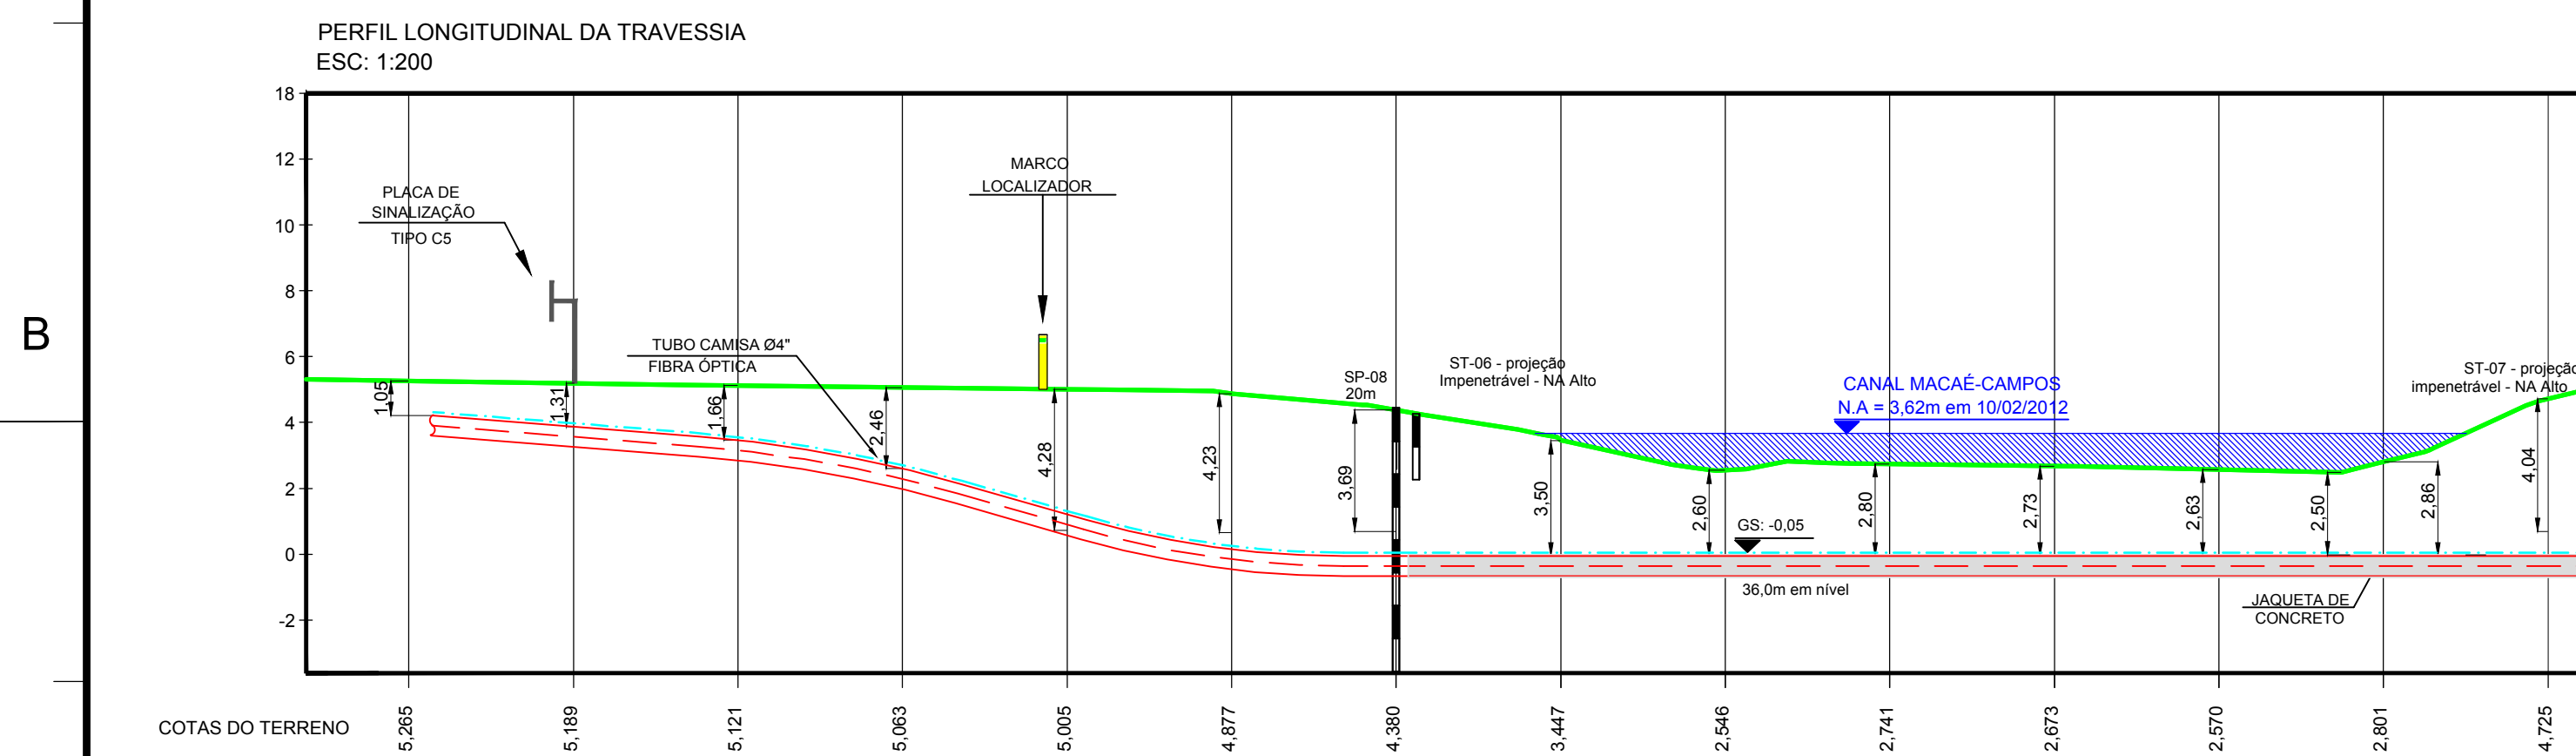 PERFIL LONGITUDINAL DA TRAVESSIA
ESC: 1:200
18
12
10
8
6
4
2
0
-2
B
PLACA DE
SINALIZAÇÃO
TIPO C5
MARCO
LOCALIZADOR
TUBO CAMISA Ø4"
FIBRA ÓPTICA
SP-08
20m
ST-06 - projeção
Impenetrável - NA Alto
CANAL MACAÉ-CAMPOS
N.A = 3,62m em 10/02/2012
ST-07 - projeção
impenetrável - NA Alto
1,05
1,31
1,66
2,46
4,28
4,23
3,69
3,50
2,60
2,80
2,73
2,63
2,50
2,86
4,04
GS: -0,05
36,0m em nível
JAQUETA DE
CONCRETO
COTAS DO TERRENO
5,265
5,189
5,121
5,063
5,005
4,877
4,380
3,447
2,546
2,741
2,673
2,570
2,801
4,725